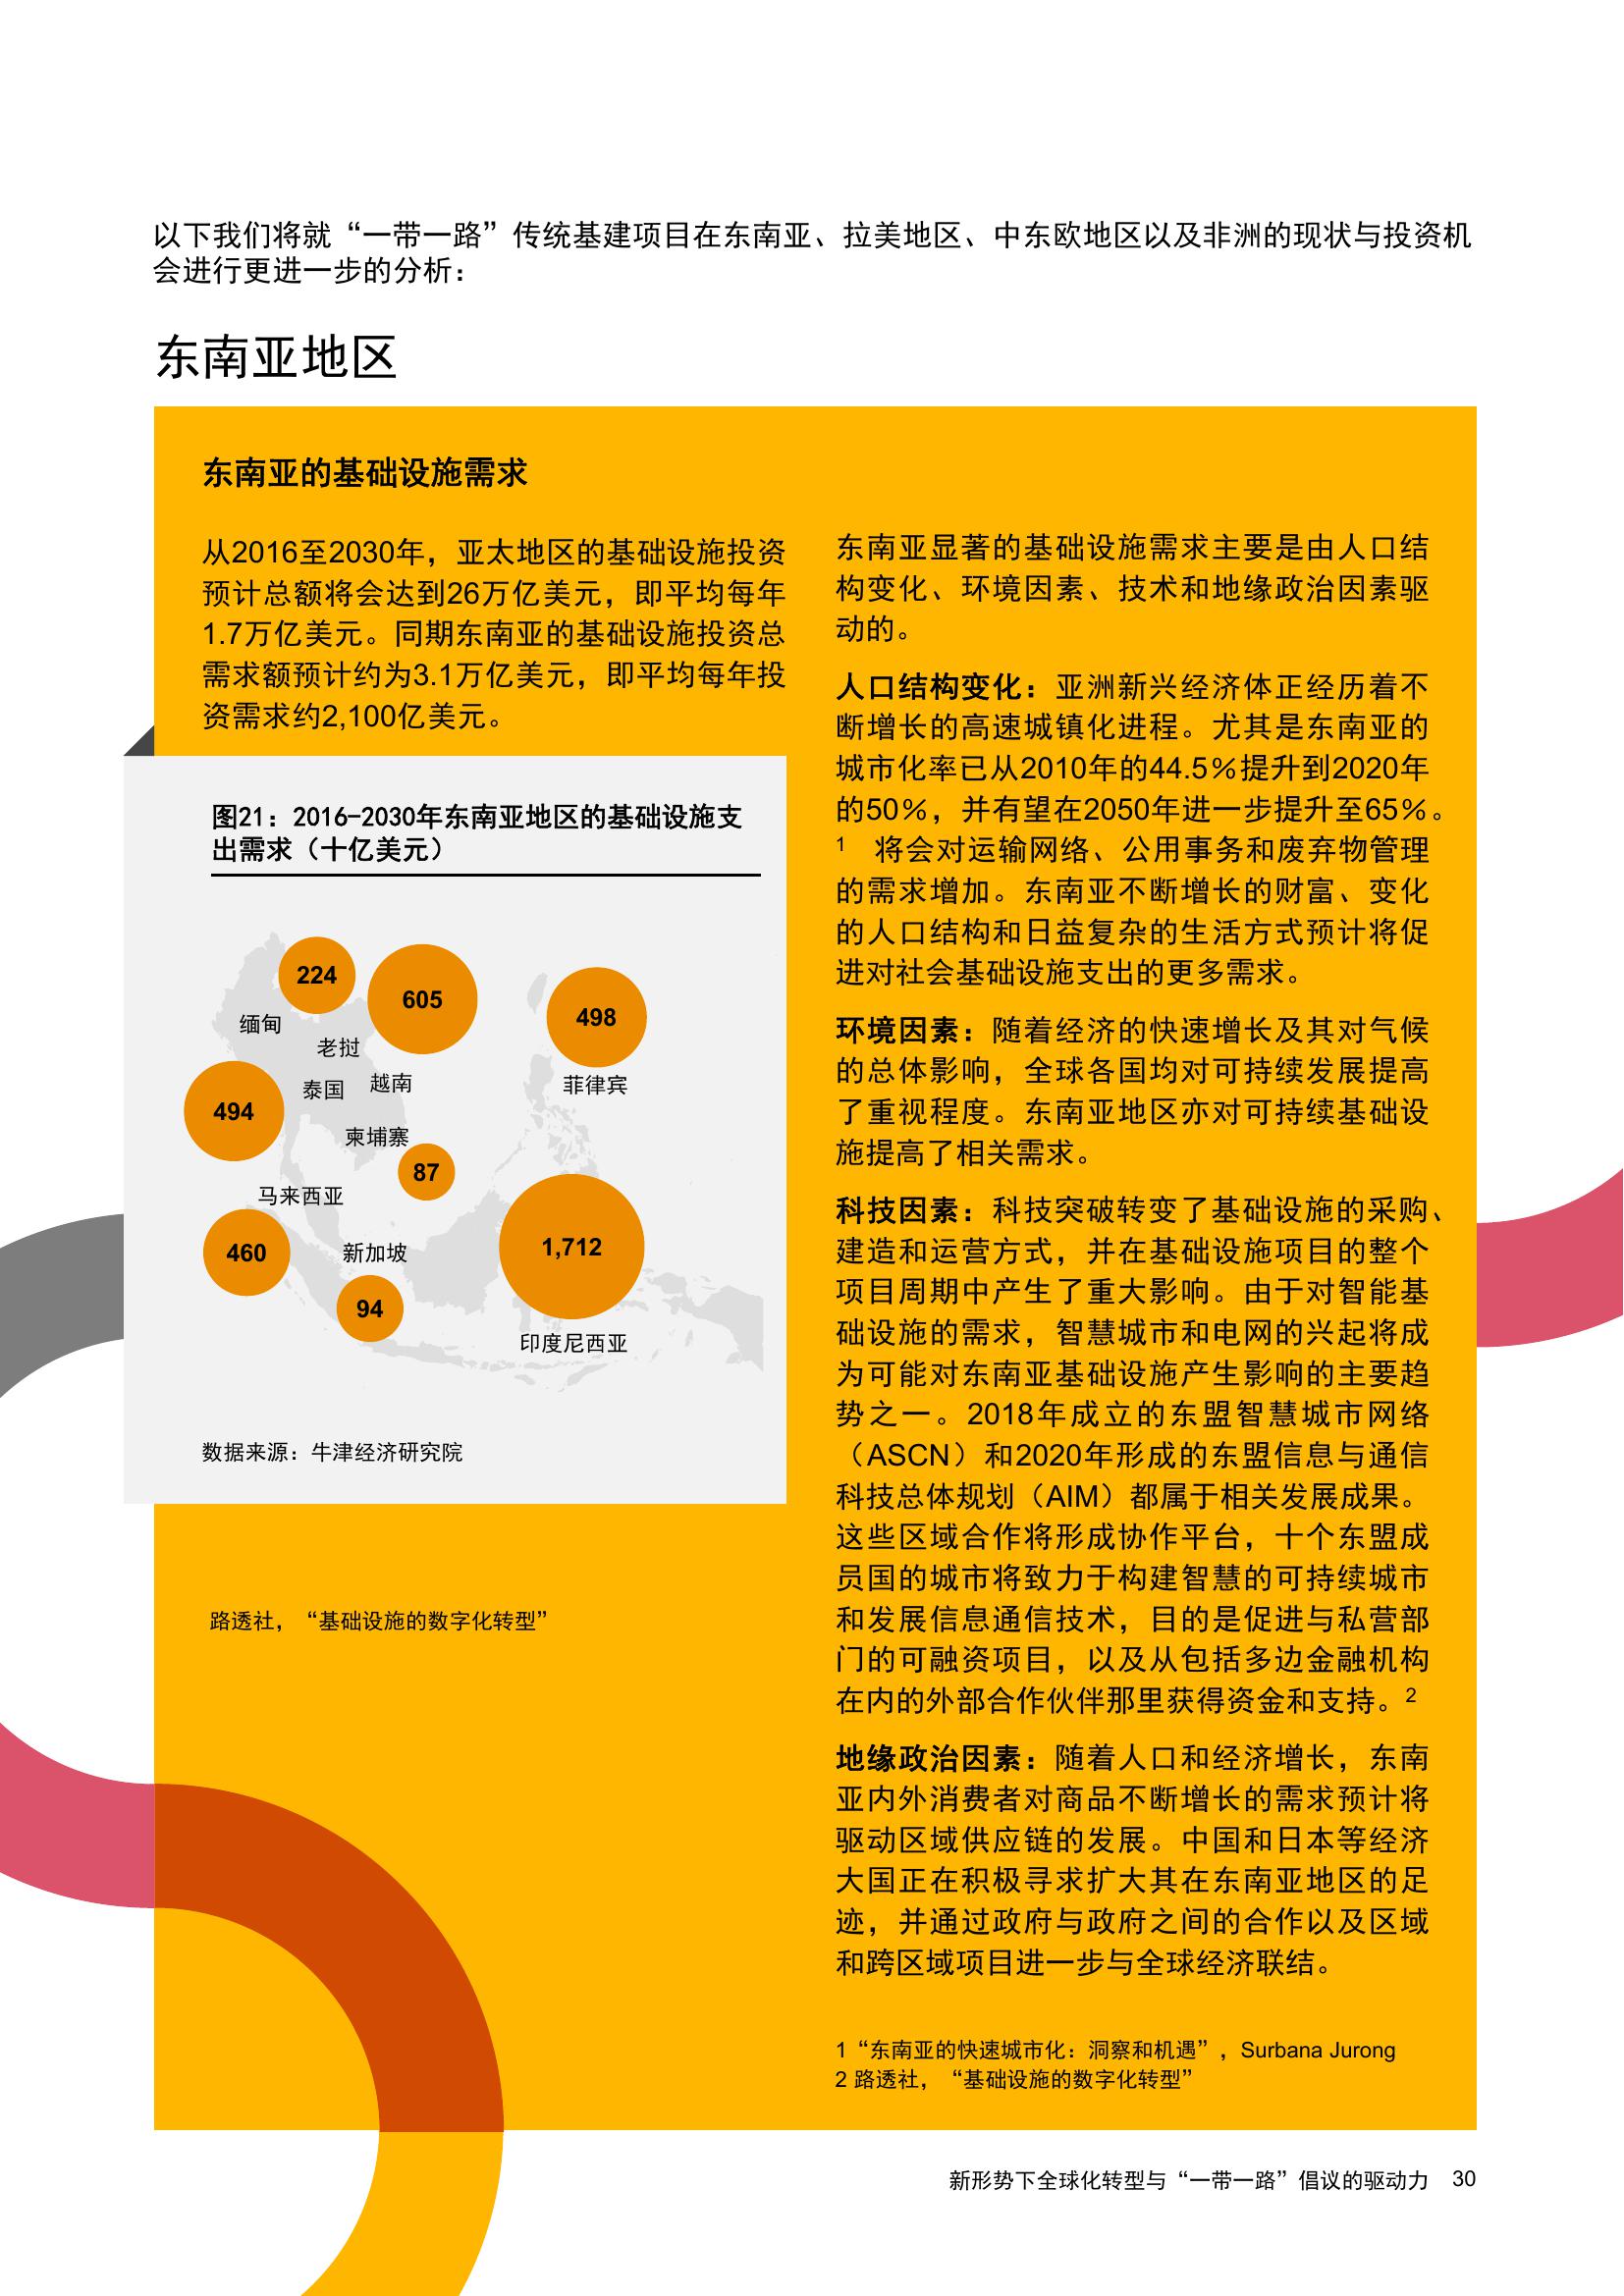 以下我们将就“一带一路”传统基建项目在东南亚、拉美地区、中东欧地区以及非洲的现状与投资机
会进行更进一步的分析：
东南亚地区
东南亚的基础设施需求
从2016至2030年，亚太地区的基础设施投资
预计总额将会达到26万亿美元，即平均每年
1.7万亿美元。同期东南亚的基础设施投资总
需求额预计约为3.1万亿美元，即平均每年投
资需求约2,100亿美元。
图21：2016-2030年东南亚地区的基础设施支
出需求（十亿美元）
224
605
498
缅甸
老挝
泰国
越南
菲律宾
494
柬埔寨
87
马来西亚
460
新加坡
1,712
94
印度尼西亚
数据来源：牛津经济研究院
路透社，“基础设施的数字化转型”
东南亚显著的基础设施需求主要是由人口结
构变化、环境因素、技术和地缘政治因素驱
动的。
人口结构变化：亚洲新兴经济体正经历着不
断增长的高速城镇化进程。尤其是东南亚的
城市化率已从2010年的44.5%提升到2020年
的50%，并有望在2050年进一步提升至65%。
1 将会对运输网络、公用事务和废弃物管理
的需求增加。东南亚不断增长的财富、变化
的人口结构和日益复杂的生活方式预计将促
进对社会基础设施支出的更多需求。
环境因素：随着经济的快速增长及其对气候
的总体影响，全球各国均对可持续发展提高
了重视程度。东南亚地区亦对可持续基础设
施提高了相关需求。
科技因素：科技突破转变了基础设施的采购、
建造和运营方式，并在基础设施项目的整个
项目周期中产生了重大影响。由于对智能基
础设施的需求，智慧城市和电网的兴起将成
为可能对东南亚基础设施产生影响的主要趋
势之一。2018年成立的东盟智慧城市网络
（ASCN）和2020年形成的东盟信息与通信
科技总体规划（AIM）都属于相关发展成果。
这些区域合作将形成协作平台，十个东盟成
员国的城市将致力于构建智慧的可持续城市
和发展信息通信技术，目的是促进与私营部
门的可融资项目，以及从包括多边金融机构
在内的外部合作伙伴那里获得资金和支持。2
地缘政治因素：随着人口和经济增长，东南
亚内外消费者对商品不断增长的需求预计将
驱动区域供应链的发展。中国和日本等经济
大国正在积极寻求扩大其在东南亚地区的足
迹，并通过政府与政府之间的合作以及区域
和跨区域项目进一步与全球经济联结。
1“东南亚的快速城市化：洞察和机遇”，Surbana Jurong
2 路透社，“基础设施的数字化转型”
新形势下全球化转型与“一带一路”倡议的驱动力 30